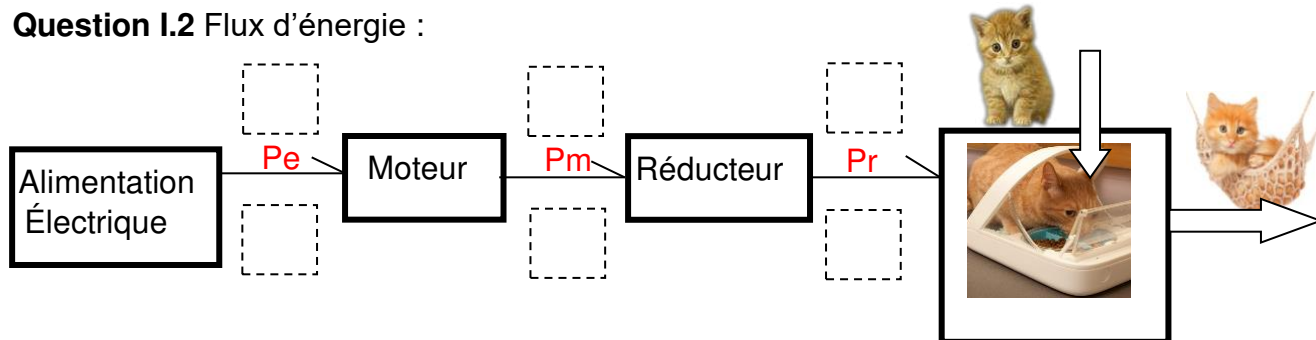 Question I.2 Flux d’énergie :
Alimentation
Électrique
Pe
Moteur
Pm
Réducteur
Pr